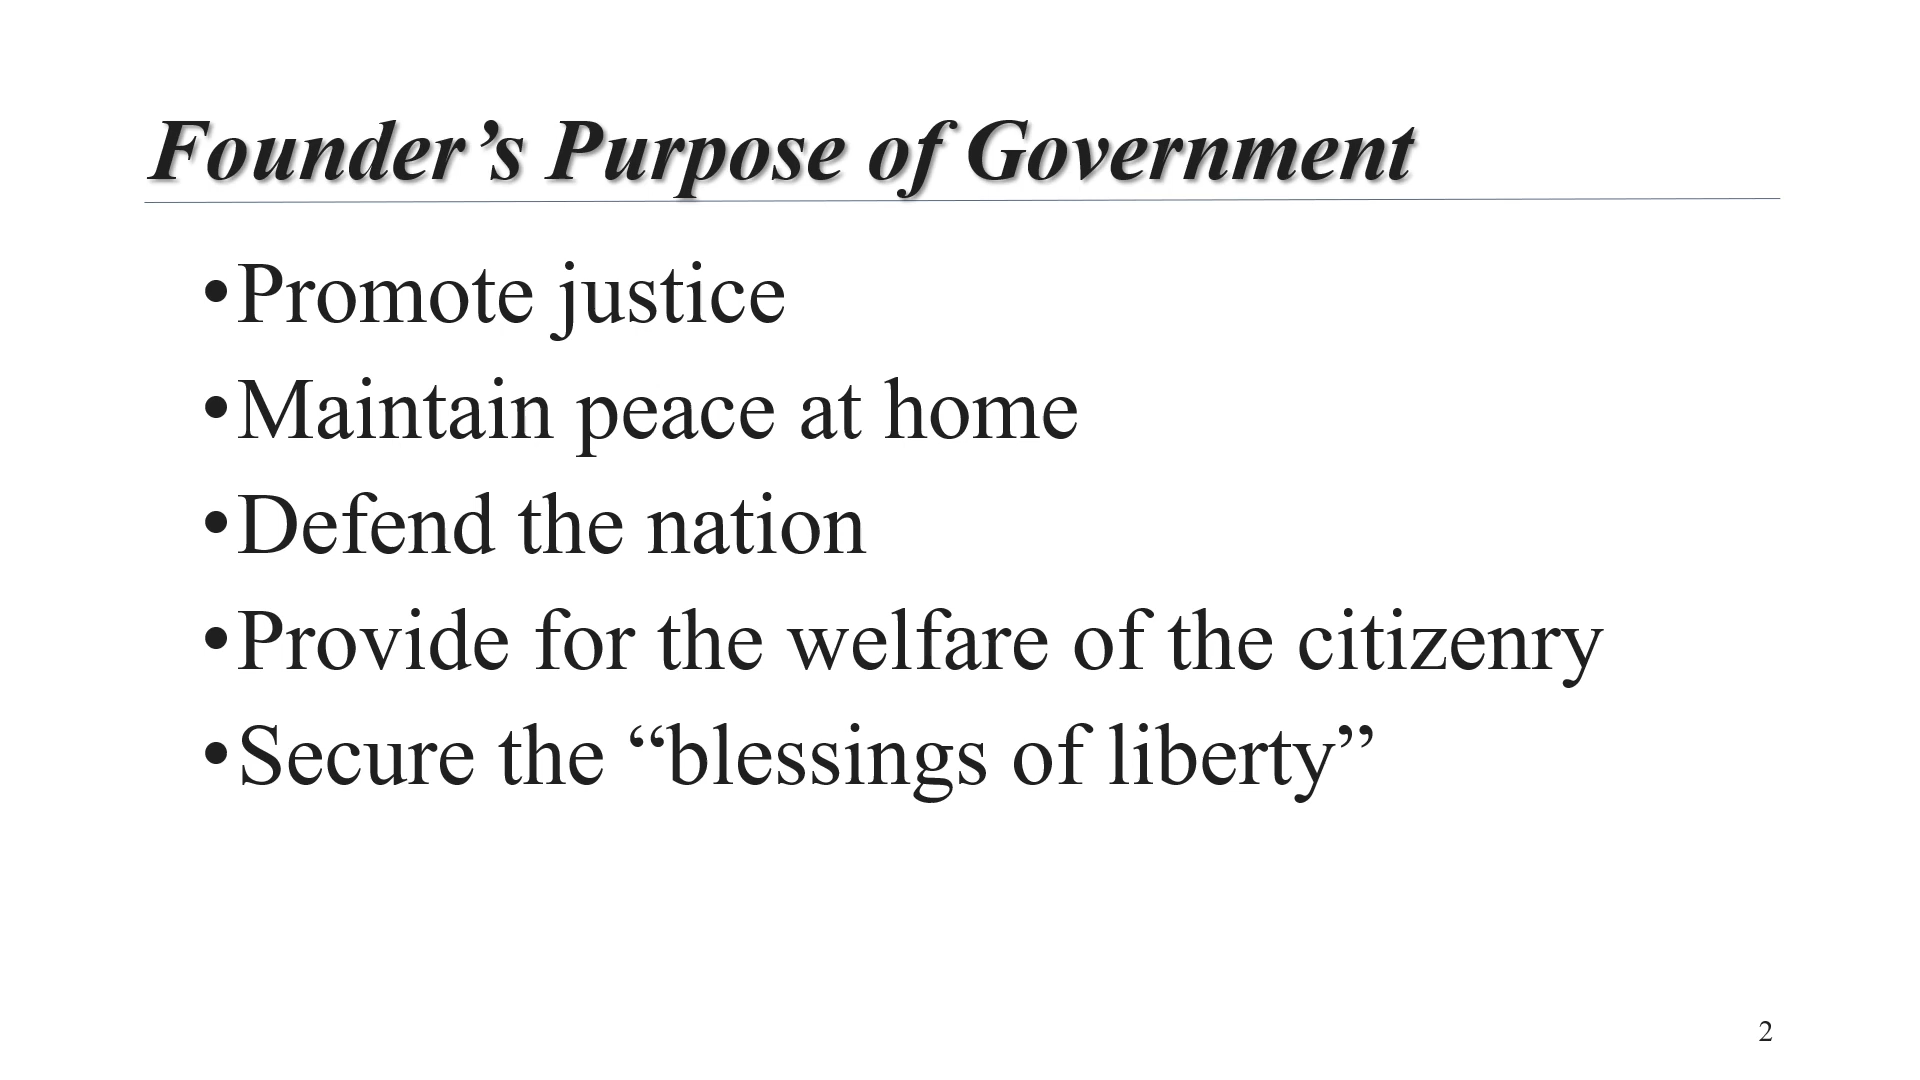 Founder’s Purpose of Government
•Promote justice
•Maintain peace at home
•Defend the nation
•Provide for the welfare of the citizenry
•Secure the “blessings of liberty”
2